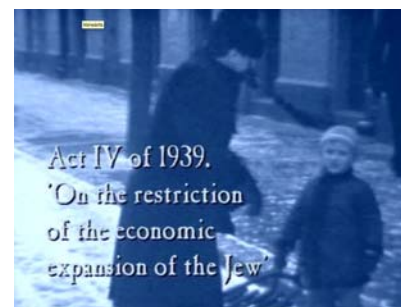 Act IV of 1939.
'On the restriction
of the economic
expansion of the Jew'